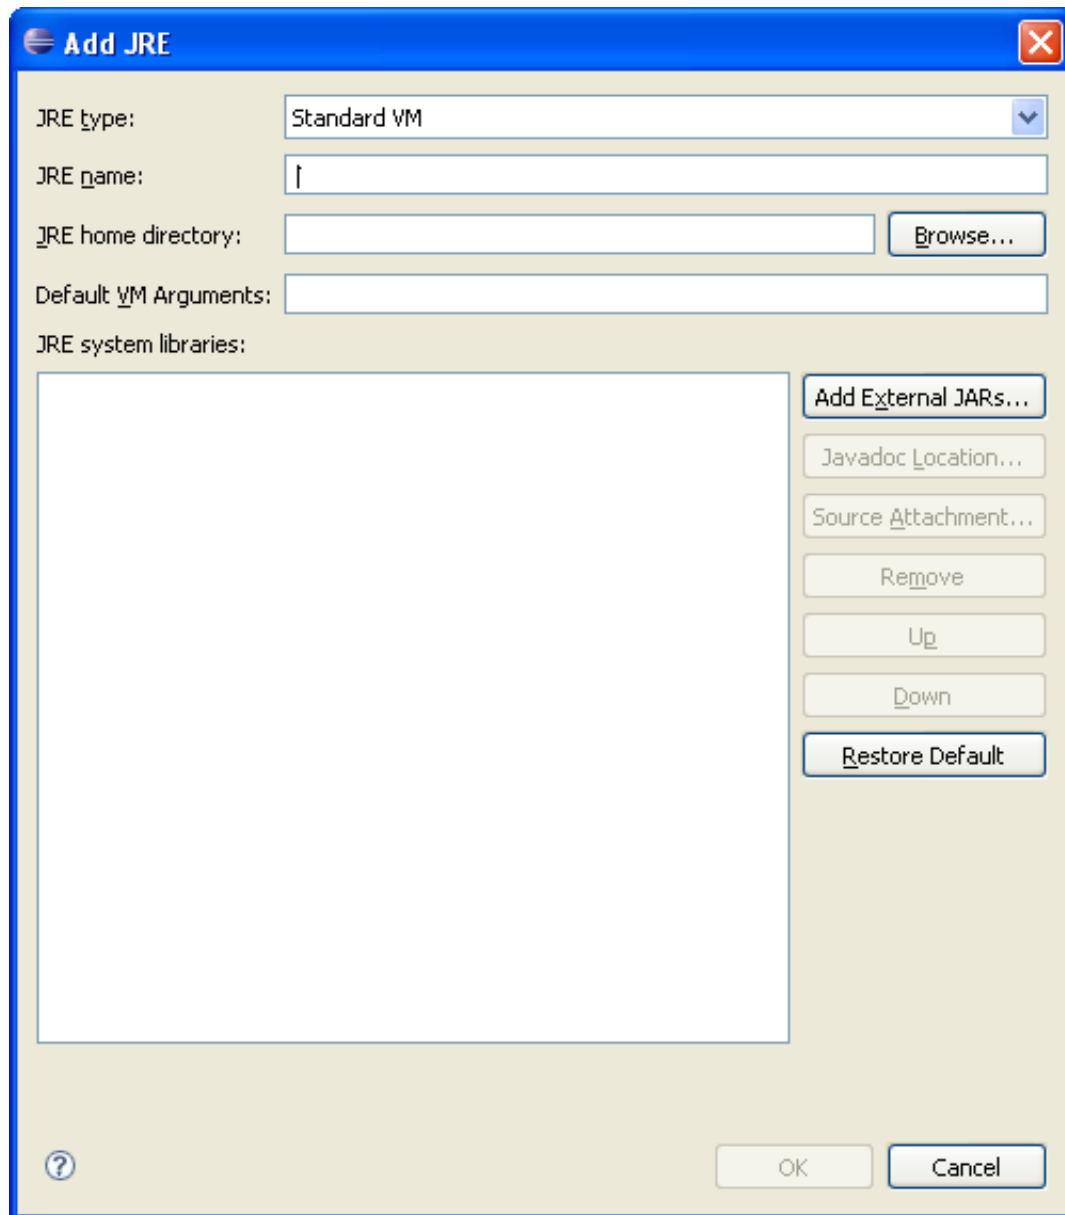 Add JRE
JRE type: Standard VM
JRE name:
JRE home directory: Browse...
Default VM Arguments:
JRE system libraries:
Add External JARs...
Javadoc Location...
Source Attachment...
Remove
Up
Down
Restore Default
? OK Cancel